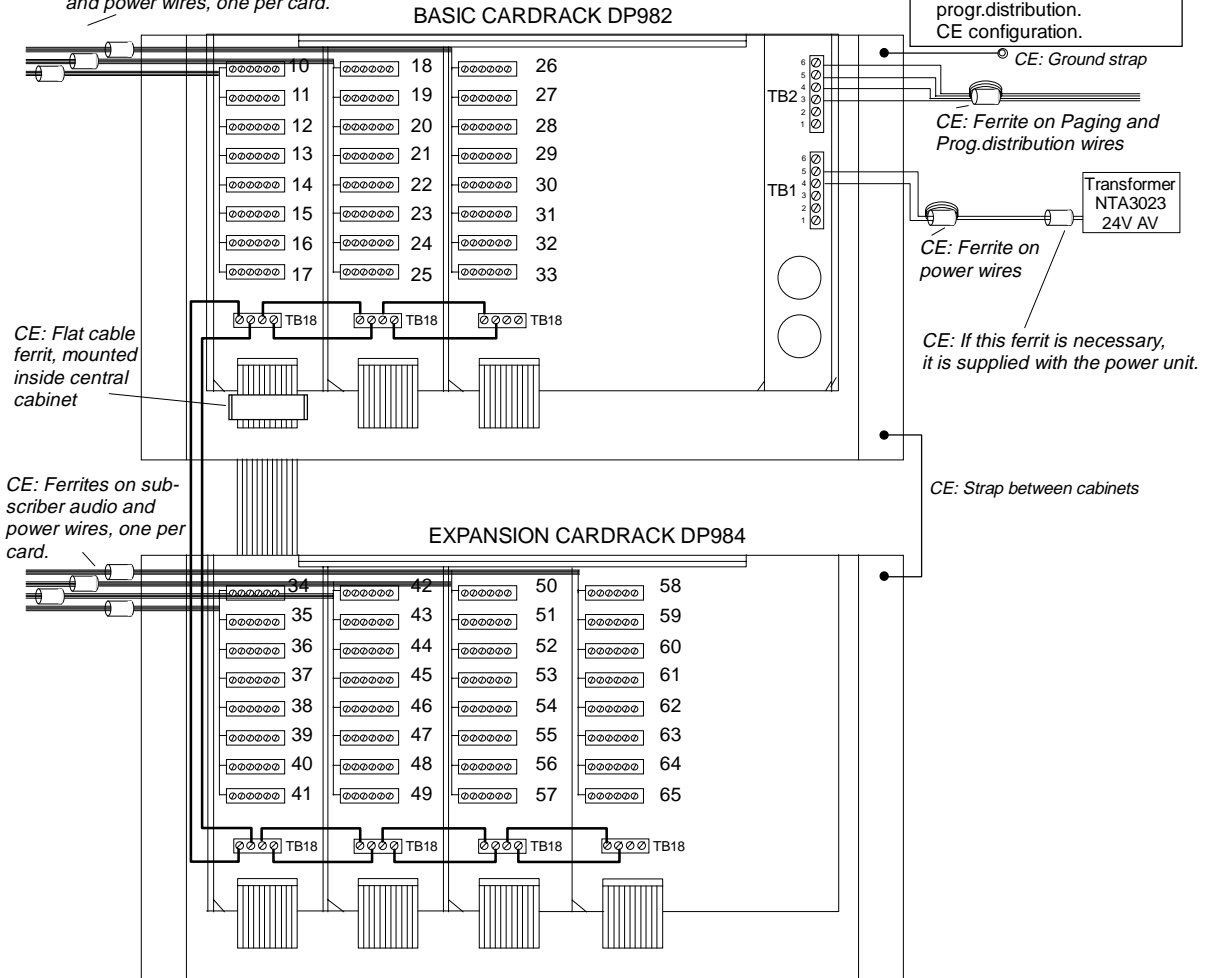 and power wires, one per card.
BASIC CARDRACK DP982
progr.distribution.
CE configuration.
CE: Ground strap
10 18 26
11 19 27
12 20 28
13 21 29
14 22 30
15 23 31
16 24 32
17 25 33
6
5
4
3
2
1
TB2
CE: Ferrite on Paging and
Prog.distribution wires
6
5
4
3
2
1
TB1
Transformer
NTA3023
24V AV
CE: Ferrite on
power wires
CE: If this ferrit is necessary,
it is supplied with the power unit.
TB18 TB18 TB18
CE: Flat cable
ferrit, mounted
inside central
cabinet
CE: Strap between cabinets
CE: Ferrites on sub-
scriber audio and
power wires, one per
card.
EXPANSION CARDRACK DP984
34 42 50 58
35 43 51 59
36 44 52 60
37 45 53 61
38 46 54 62
39 47 55 63
40 48 56 64
41 49 57 65
TB18 TB18 TB18 TB18